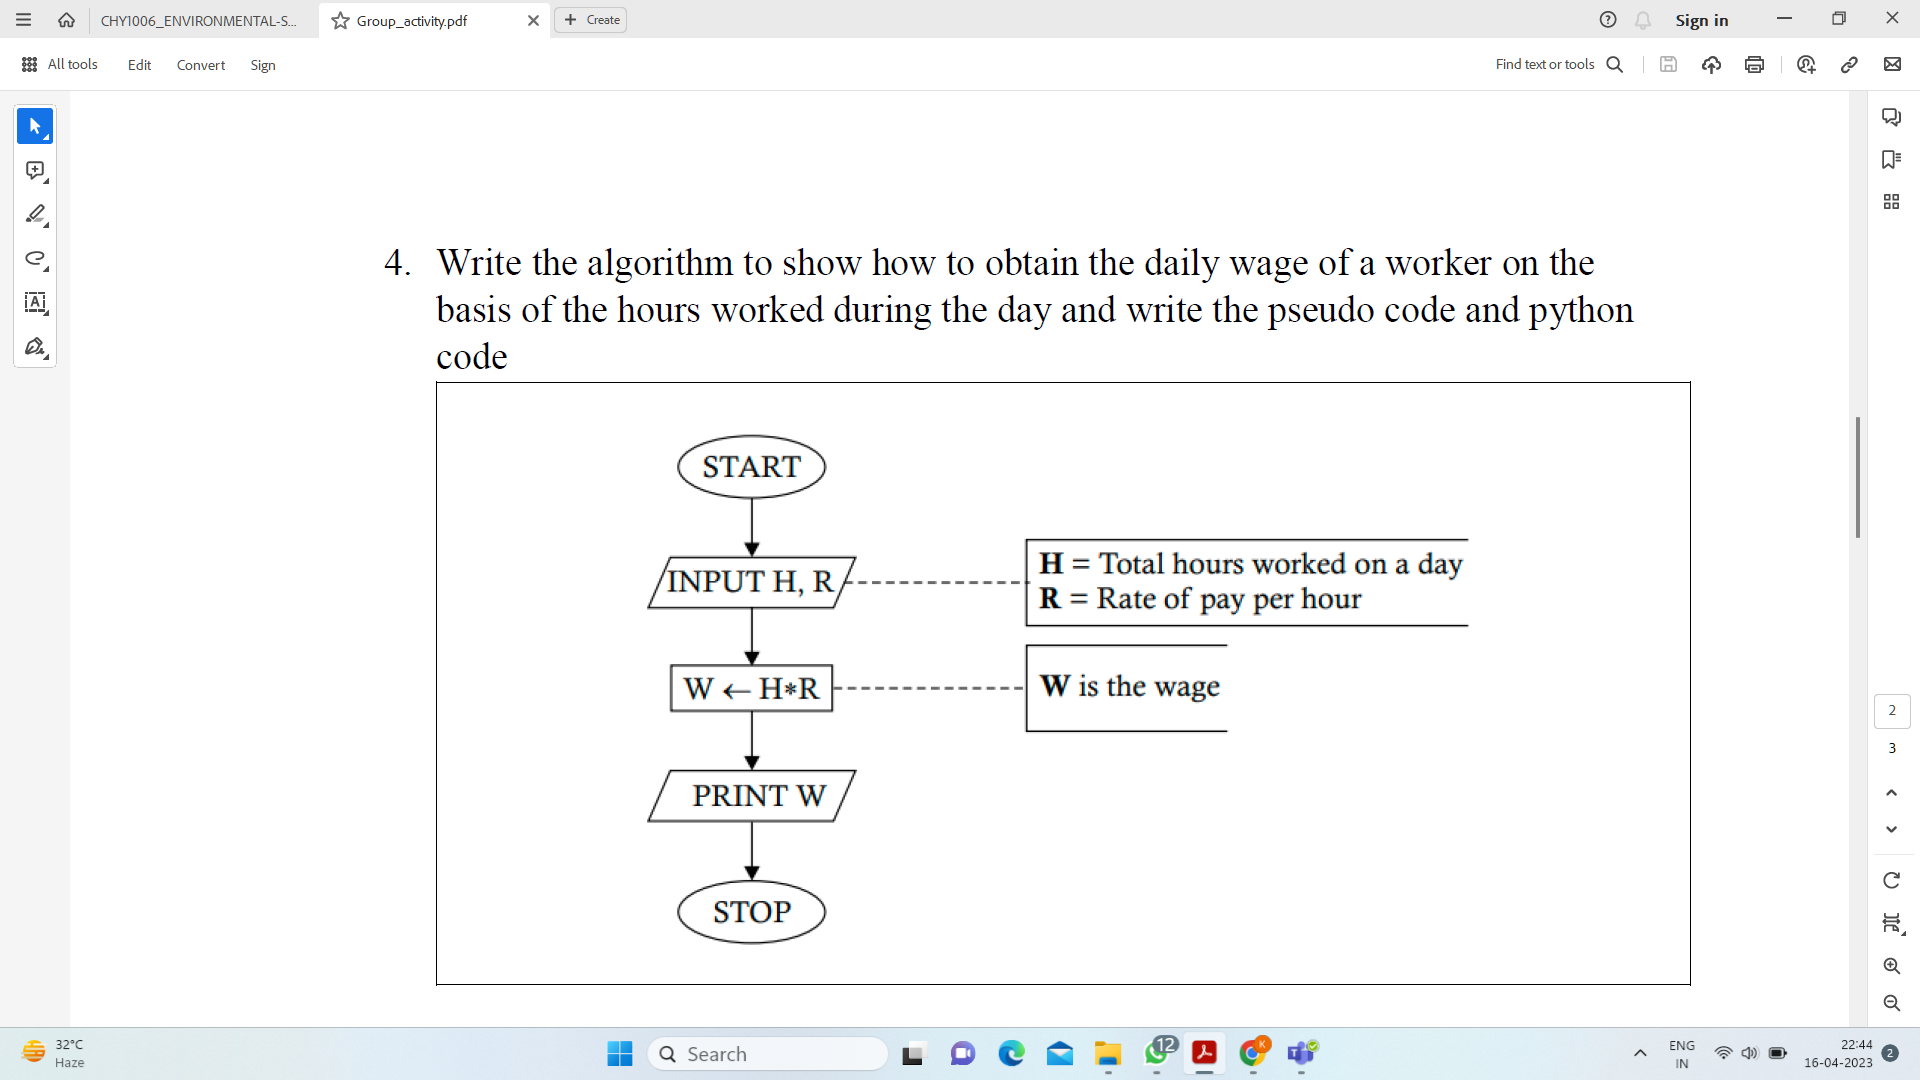 CHY1006_ENVIRONMENTAL-S...
Group_activity.pdf
Create
Sign in
All tools
Edit
Convert
Sign
Find text or tools
4. Write the algorithm to show how to obtain the daily wage of a worker on the
basis of the hours worked during the day and write the pseudo code and python
code
START
INPUT H, R
H = Total hours worked on a day
R = Rate of pay per hour
W ← H*R
W is the wage
PRINT W
STOP
2
3
32°C
Haze
Search
12
K
ENG
IN
22:44
16-04-2023
2